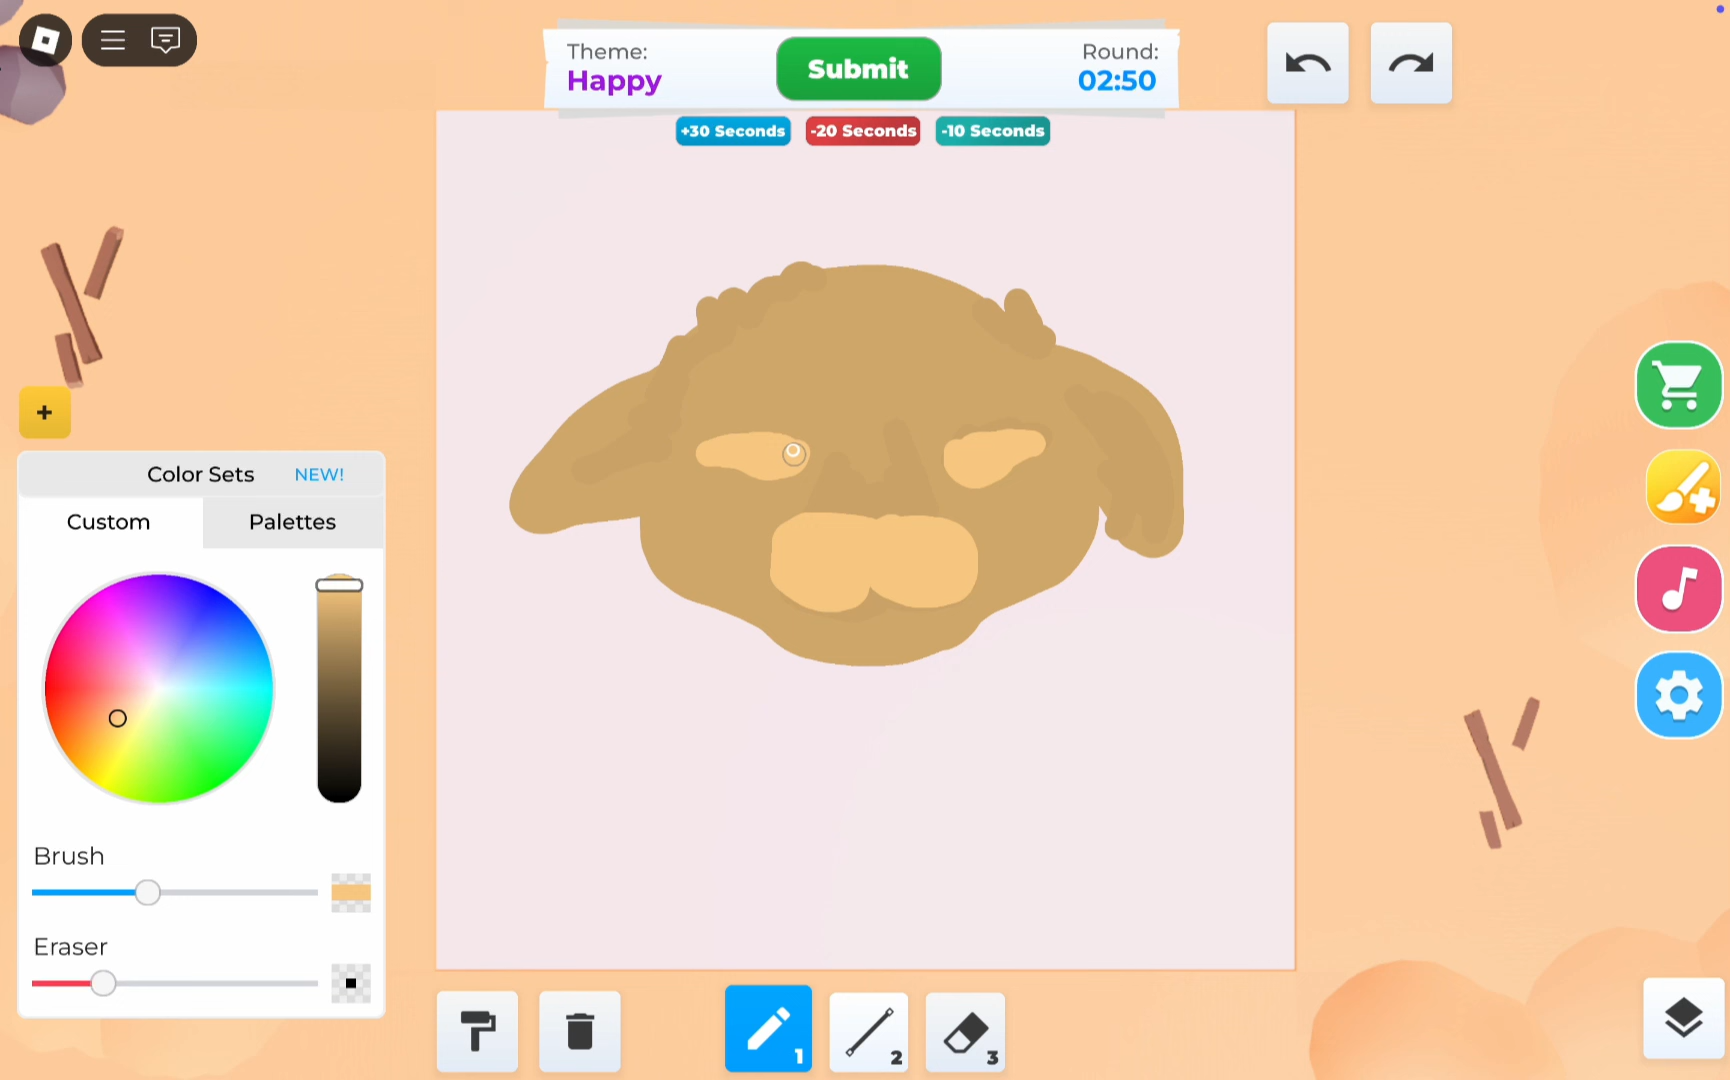 Theme:
Happy
Submit
Round:
02:50
+30 Seconds
-20 Seconds
-10 Seconds
+
Color Sets
NEW!
Custom
Palettes
Brush
Eraser
1
2
3